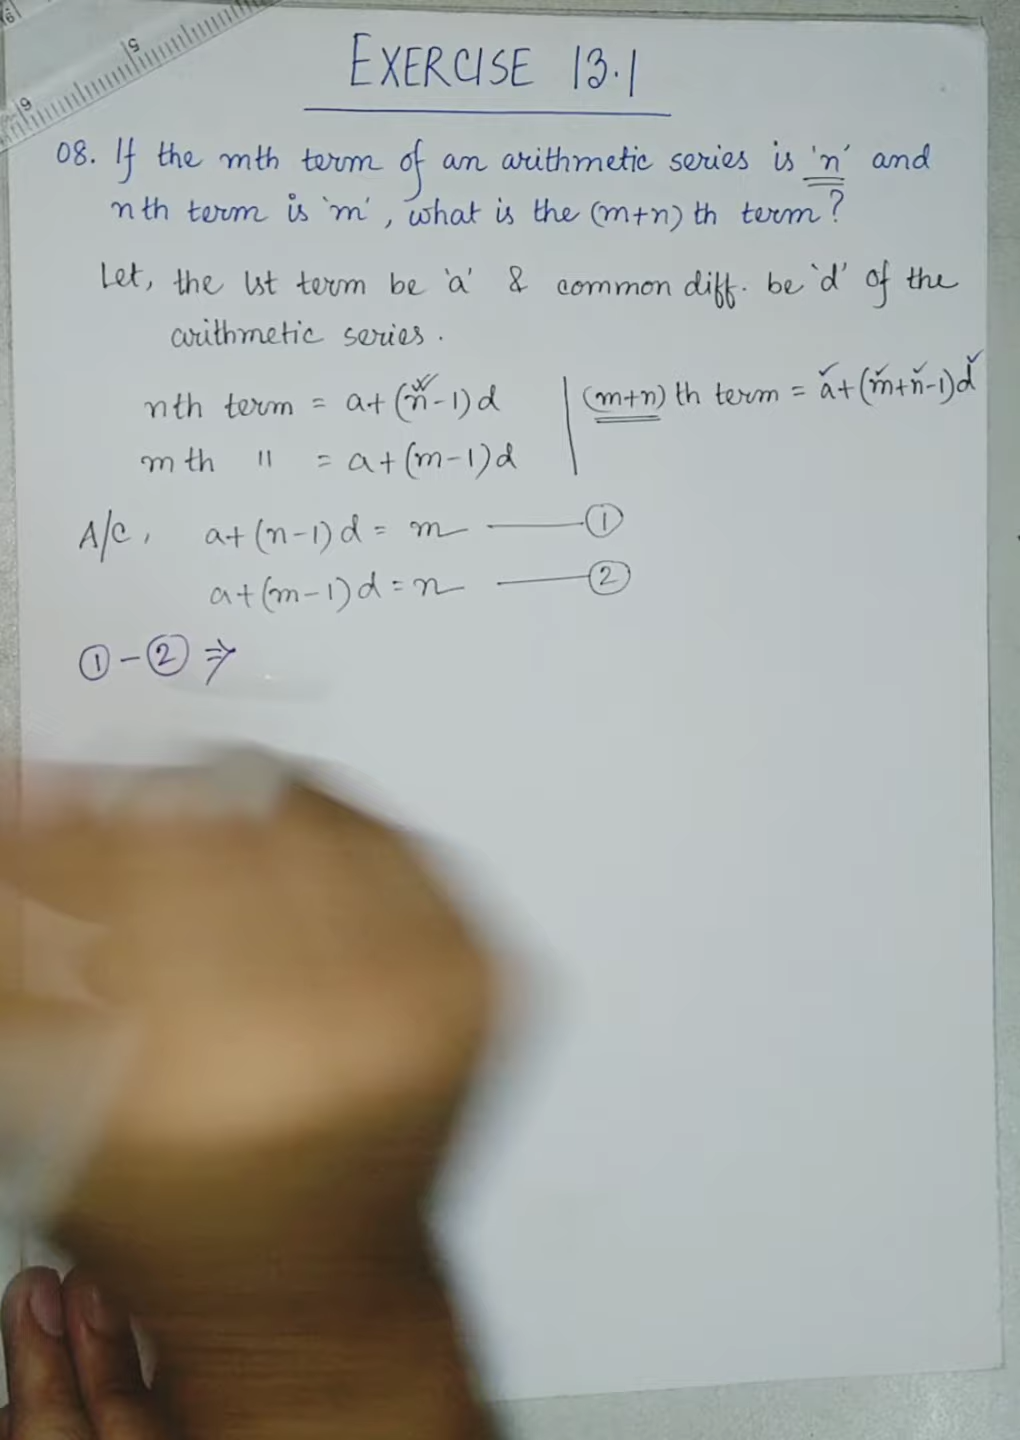 EXERCISE 13.1
08. If the mth term of an arithmetic series is 'n' and
nth term is 'm', what is the (m+n) th term?
Let, the 1st term be 'a' & common diff. be 'd' of the
arithmetic series.
nth term = a+(n-1)d
mth " = a+(m-1)d
(m+n) th term = a+(m+n-1)d
A/C, a+(n-1)d = m ——— ①
a+(m-1)d = n ——— ②
① - ② ⇒
5
6